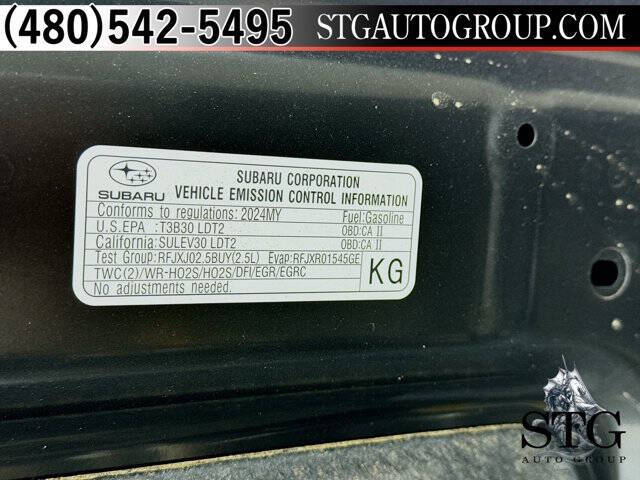 (480)542-5495 STGAUTOGROUP.COM
SUBARU
SUBARU CORPORATION
VEHICLE EMISSION CONTROL INFORMATION
Conforms to regulations: 2024MY Fuel:Gasoline
U.S.EPA :T3B30 LDT2 OBD:CA II
California:SULEV30 LDT2 OBD:CA II
Test Group:RFJXJ02.5BUY(2.5L) Evap:RFJXR01545GE
TWC(2)/WR-HO2S/HO2S/DFI/EGR/EGRC
No adjustments needed.
KG
STG
AUTO GROUP